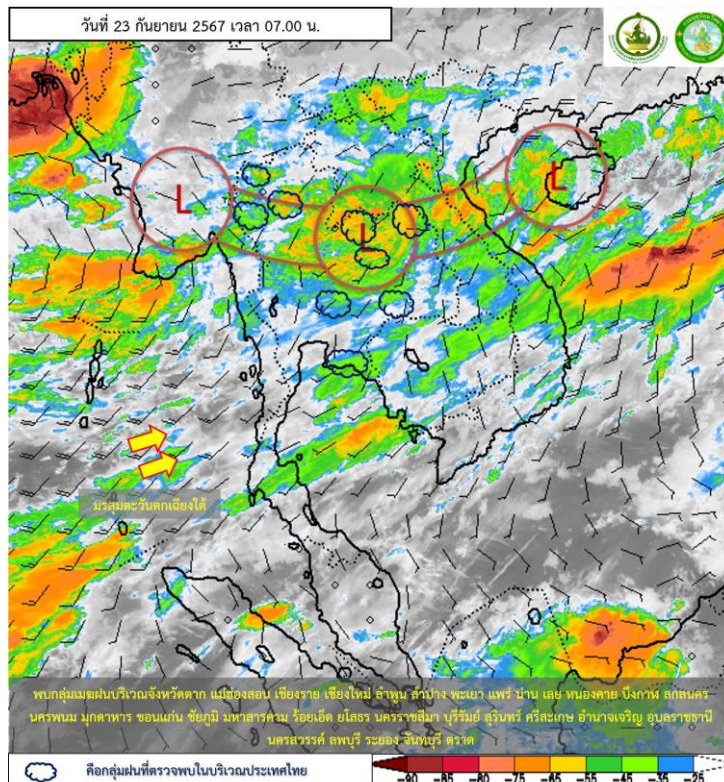 วันที่ 23 กันยายน 2567 เวลา 07.00 น.
L
L
L
มรสุมตะวันตกเฉียงใต้
พบกลุ่มเมฆฝนบริเวณจังหวัดตาก แม่ฮ่องสอน เชียงราย เชียงใหม่ ลำพูน ลำปาง พะเยา แพร่ น่าน เลย หนองคาย บึงกาฬ สกลนคร
นครพนม มุกดาหาร ขอนแก่น ชัยภูมิ มหาสารคาม ร้อยเอ็ด ยโสธร นครราชสีมา บุรีรัมย์ สุรินทร์ ศรีสะเกษ อำนาจเจริญ อุบลราชธานี
นครสวรรค์ ลพบุรี ระยอง จันทบุรี ตราด
คือกลุ่มฝนที่ตรวจพบในบริเวณประเทศไทย
-90 -85 -80 -75 -65 -55 -45 -35 -25